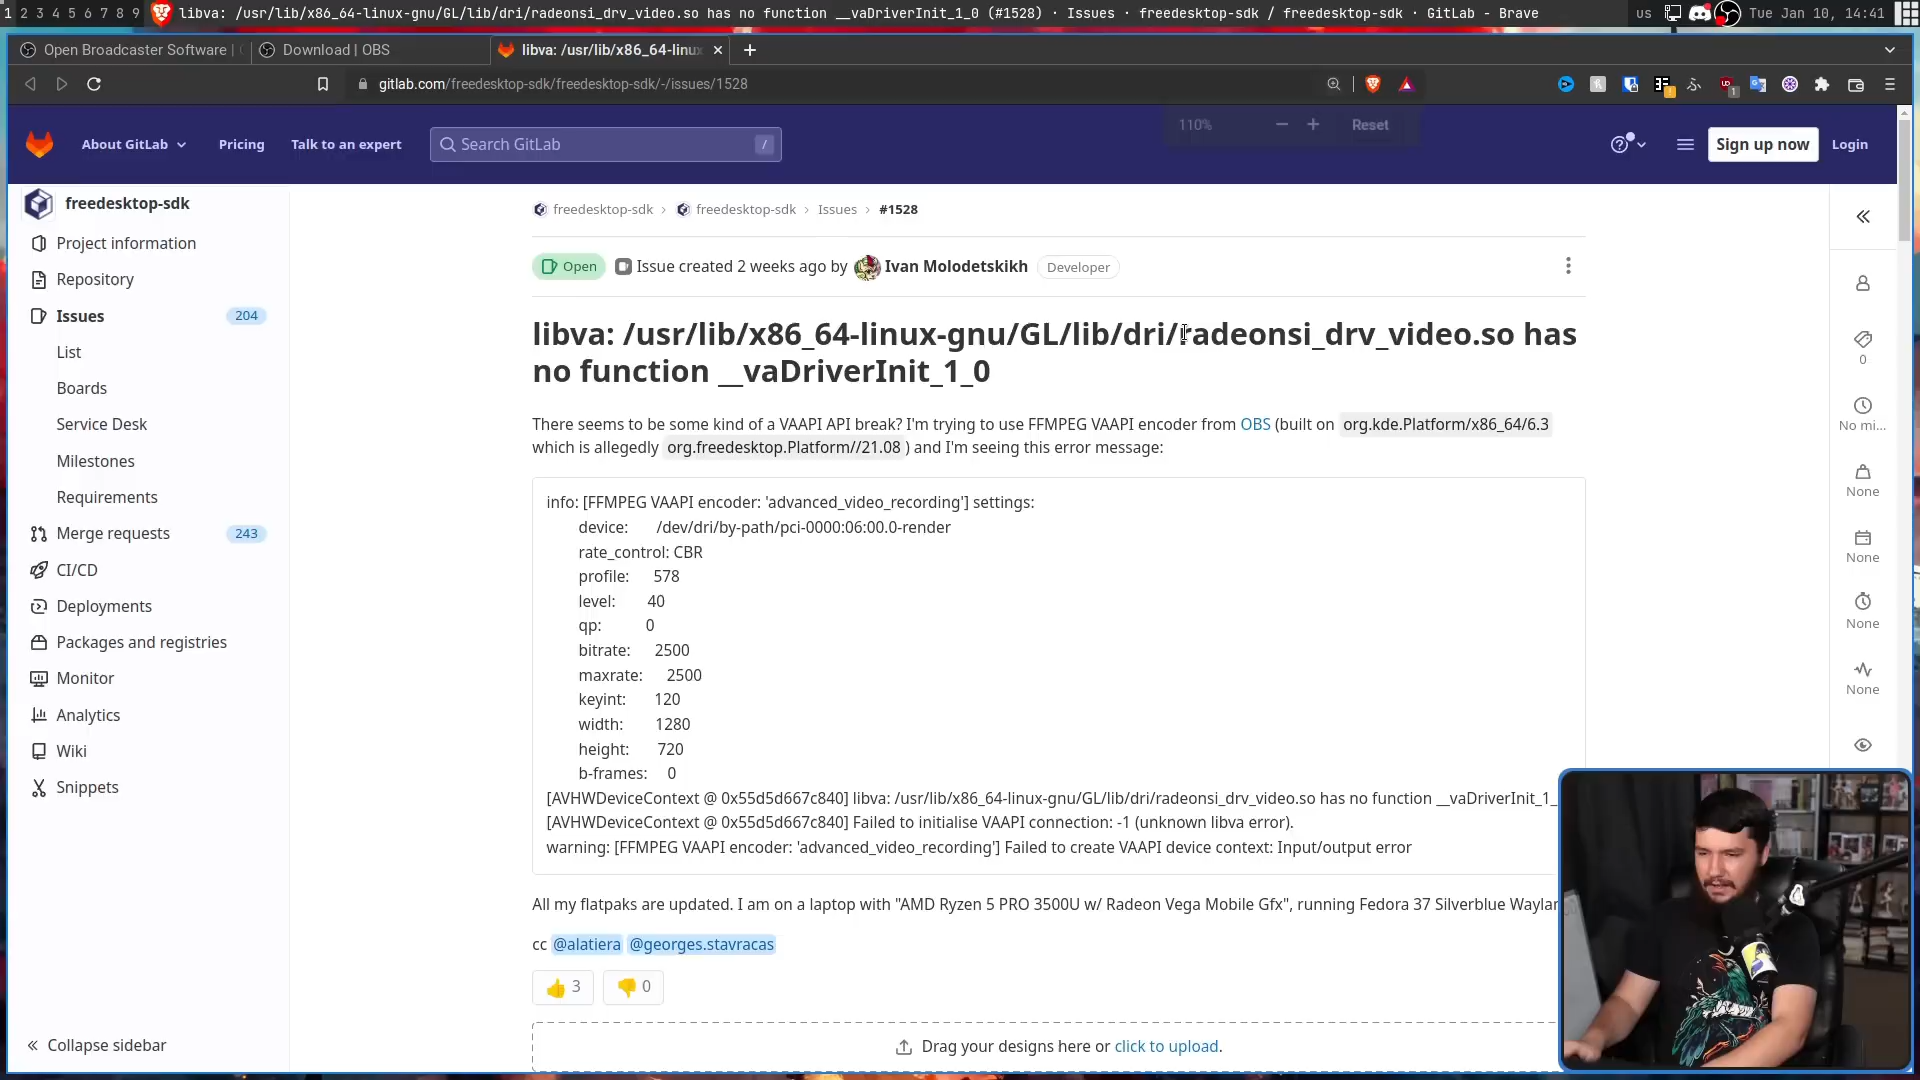 1 2 3 4 5 6 7 8 9 libva: /usr/lib/x86_64-linux-gnu/GL/lib/dri/radeonsi_drv_video.so has no function __vaDriverInit_1_0 (#1528) · Issues · freedesktop-sdk / freedesktop-sdk · GitLab - Brave us Tue Jan 10, 14:41
Open Broadcaster Software | Download | OBS libva: /usr/lib/x86_64-linux
gitlab.com/freedesktop-sdk/freedesktop-sdk/-/issues/1528
110% − + Reset
About GitLab Pricing Talk to an expert Search GitLab / Sign up now Login
freedesktop-sdk
Project information
Repository
Issues 204
List
Boards
Service Desk
Milestones
Requirements
Merge requests 243
CI/CD
Deployments
Packages and registries
Monitor
Analytics
Wiki
Snippets
Collapse sidebar
freedesktop-sdk › freedesktop-sdk › Issues › #1528
Open Issue created 2 weeks ago by Ivan Molodetskikh Developer
libva: /usr/lib/x86_64-linux-gnu/GL/lib/dri/radeonsi_drv_video.so has
no function __vaDriverInit_1_0
There seems to be some kind of a VAAPI API break? I'm trying to use FFMPEG VAAPI encoder from OBS (built on org.kde.Platform/x86_64/6.3
which is allegedly org.freedesktop.Platform//21.08 ) and I'm seeing this error message:
info: [FFMPEG VAAPI encoder: 'advanced_video_recording'] settings:
device: /dev/dri/by-path/pci-0000:06:00.0-render
rate_control: CBR
profile: 578
level: 40
qp: 0
bitrate: 2500
maxrate: 2500
keyint: 120
width: 1280
height: 720
b-frames: 0
[AVHWDeviceContext @ 0x55d5d667c840] libva: /usr/lib/x86_64-linux-gnu/GL/lib/dri/radeonsi_drv_video.so has no function __vaDriverInit_1_
[AVHWDeviceContext @ 0x55d5d667c840] Failed to initialise VAAPI connection: -1 (unknown libva error).
warning: [FFMPEG VAAPI encoder: 'advanced_video_recording'] Failed to create VAAPI device context: Input/output error
All my flatpaks are updated. I am on a laptop with "AMD Ryzen 5 PRO 3500U w/ Radeon Vega Mobile Gfx", running Fedora 37 Silverblue Waylan
cc @alatiera @georges.stavracas
👍 3 👎 0
Drag your designs here or click to upload.
0
No mi...
None
None
None
None